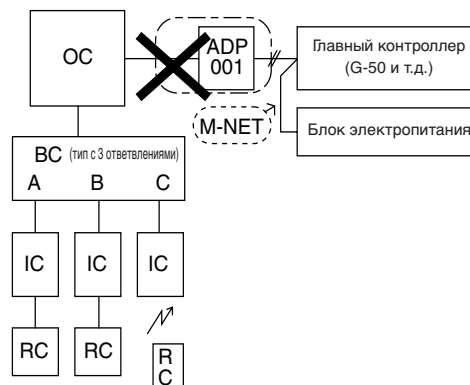 OC
ADP
001
Главный контроллер
(G-50 и т.д.)
M-NET
Блок электропитания
BC (тип с 3 ответвлениями)
A B C
IC IC IC
RC RC R
C